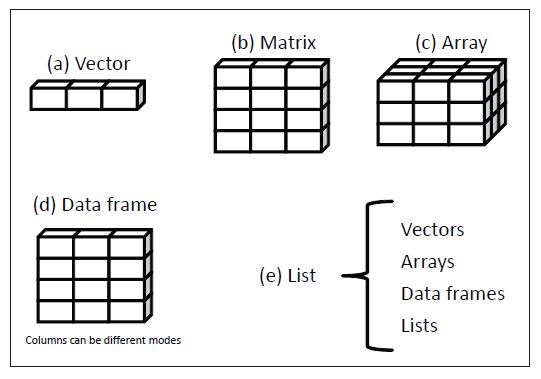 (a) Vector
(b) Matrix
(c) Array
(d) Data frame
Columns can be different modes
(e) List
Vectors
Arrays
Data frames
Lists